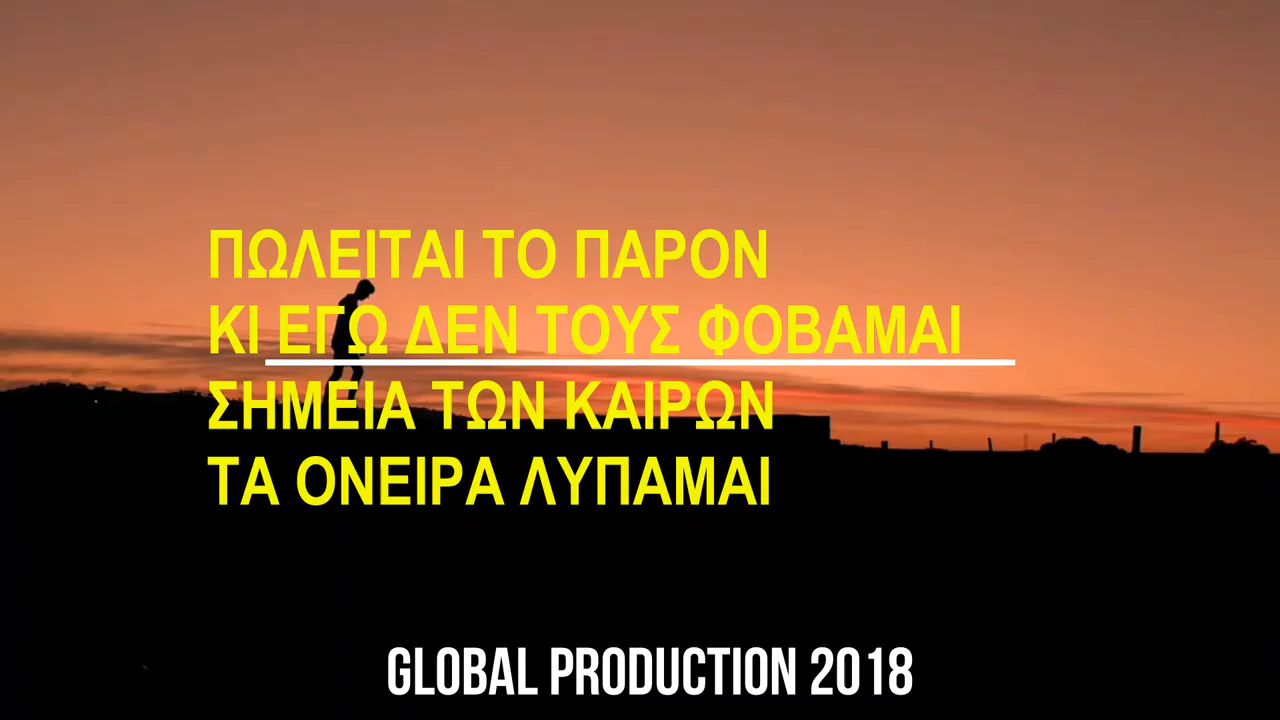 ΠΩΛΕΙΤΑΙ ΤΟ ΠΑΡΟΝ
ΚΙ ΕΓΩ ΔΕΝ ΤΟΥΣ ΦΟΒΑΜΑΙ
ΣΗΜΕΙΑ ΤΩΝ ΚΑΙΡΩΝ
ΤΑ ΟΝΕΙΡΑ ΛΥΠΑΜΑΙ
GLOBAL PRODUCTION 2018